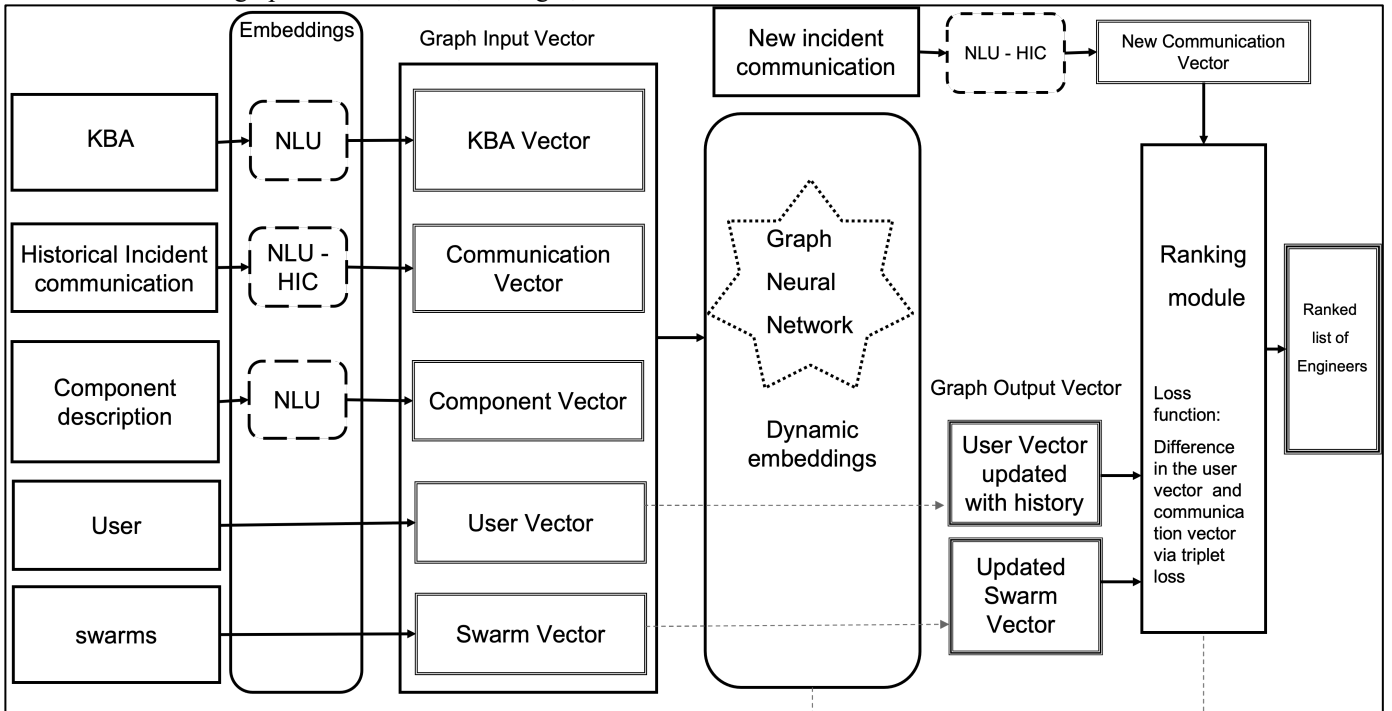 Embeddings
Graph Input Vector
New incident
communication
NLU - HIC
New Communication
Vector
KBA
NLU
KBA Vector
Historical Incident
communication
NLU -
HIC
Communication
Vector
Component
description
NLU
Component Vector
User
User Vector
swarms
Swarm Vector
Graph
Neural
Network
Dynamic
embeddings
Graph Output Vector
User Vector
updated
with history
Updated
Swarm
Vector
Ranking
module
Loss
function:
Difference
in the user
vector and
communica
tion vector
via triplet
loss
Ranked
list of
Engineers